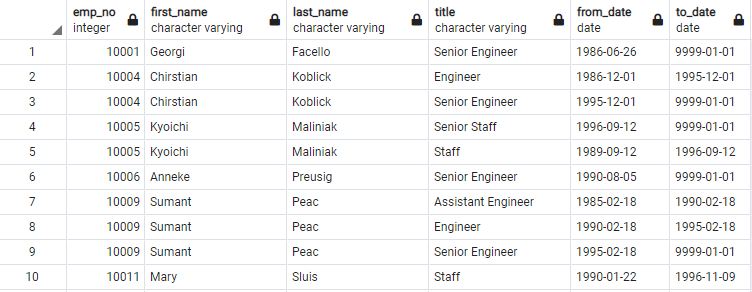 emp_no first_name last_name title from_date to_date
integer character varying character varying character varying date date
1 10001 Georgi Facello Senior Engineer 1986-06-26 9999-01-01
2 10004 Chirstian Koblick Engineer 1986-12-01 1995-12-01
3 10004 Chirstian Koblick Senior Engineer 1995-12-01 9999-01-01
4 10005 Kyoichi Maliniak Senior Staff 1996-09-12 9999-01-01
5 10005 Kyoichi Maliniak Staff 1989-09-12 1996-09-12
6 10006 Anneke Preusig Senior Engineer 1990-08-05 9999-01-01
7 10009 Sumant Peac Assistant Engineer 1985-02-18 1990-02-18
8 10009 Sumant Peac Engineer 1990-02-18 1995-02-18
9 10009 Sumant Peac Senior Engineer 1995-02-18 9999-01-01
10 10011 Mary Sluis Staff 1990-01-22 1996-11-09